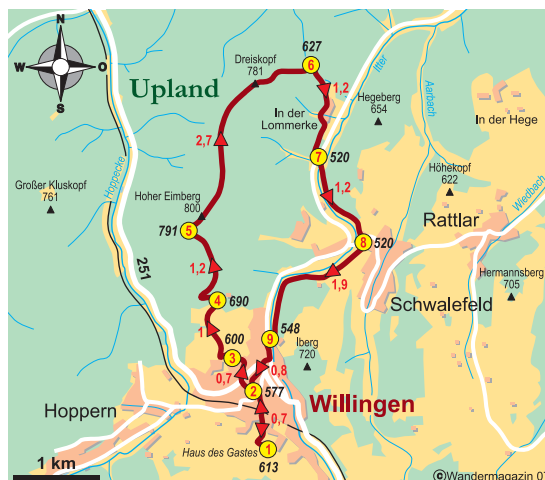 N
W O
S
Upland
Dreiskopf
781
627
6
1,2
Itter
Aarbach
Hegeberg
654
In der Hege
In der
Lommerke
2,7
7
520
Hoppecke
Großer Kluskopf
761
Hoher Eimberg
800
791
5
1,2
Höhekopf
622
Wiedbach
Rattlar
8
520
251
1,2
1,9
Hermannsberg
705
4
690
Schwalefeld
1
600
3
9
548
Iberg
720
0,7
0,8
2
577
Willingen
Hoppern
0,7
Haus des Gastes
1
613
1 km
©Wandermagazin 07